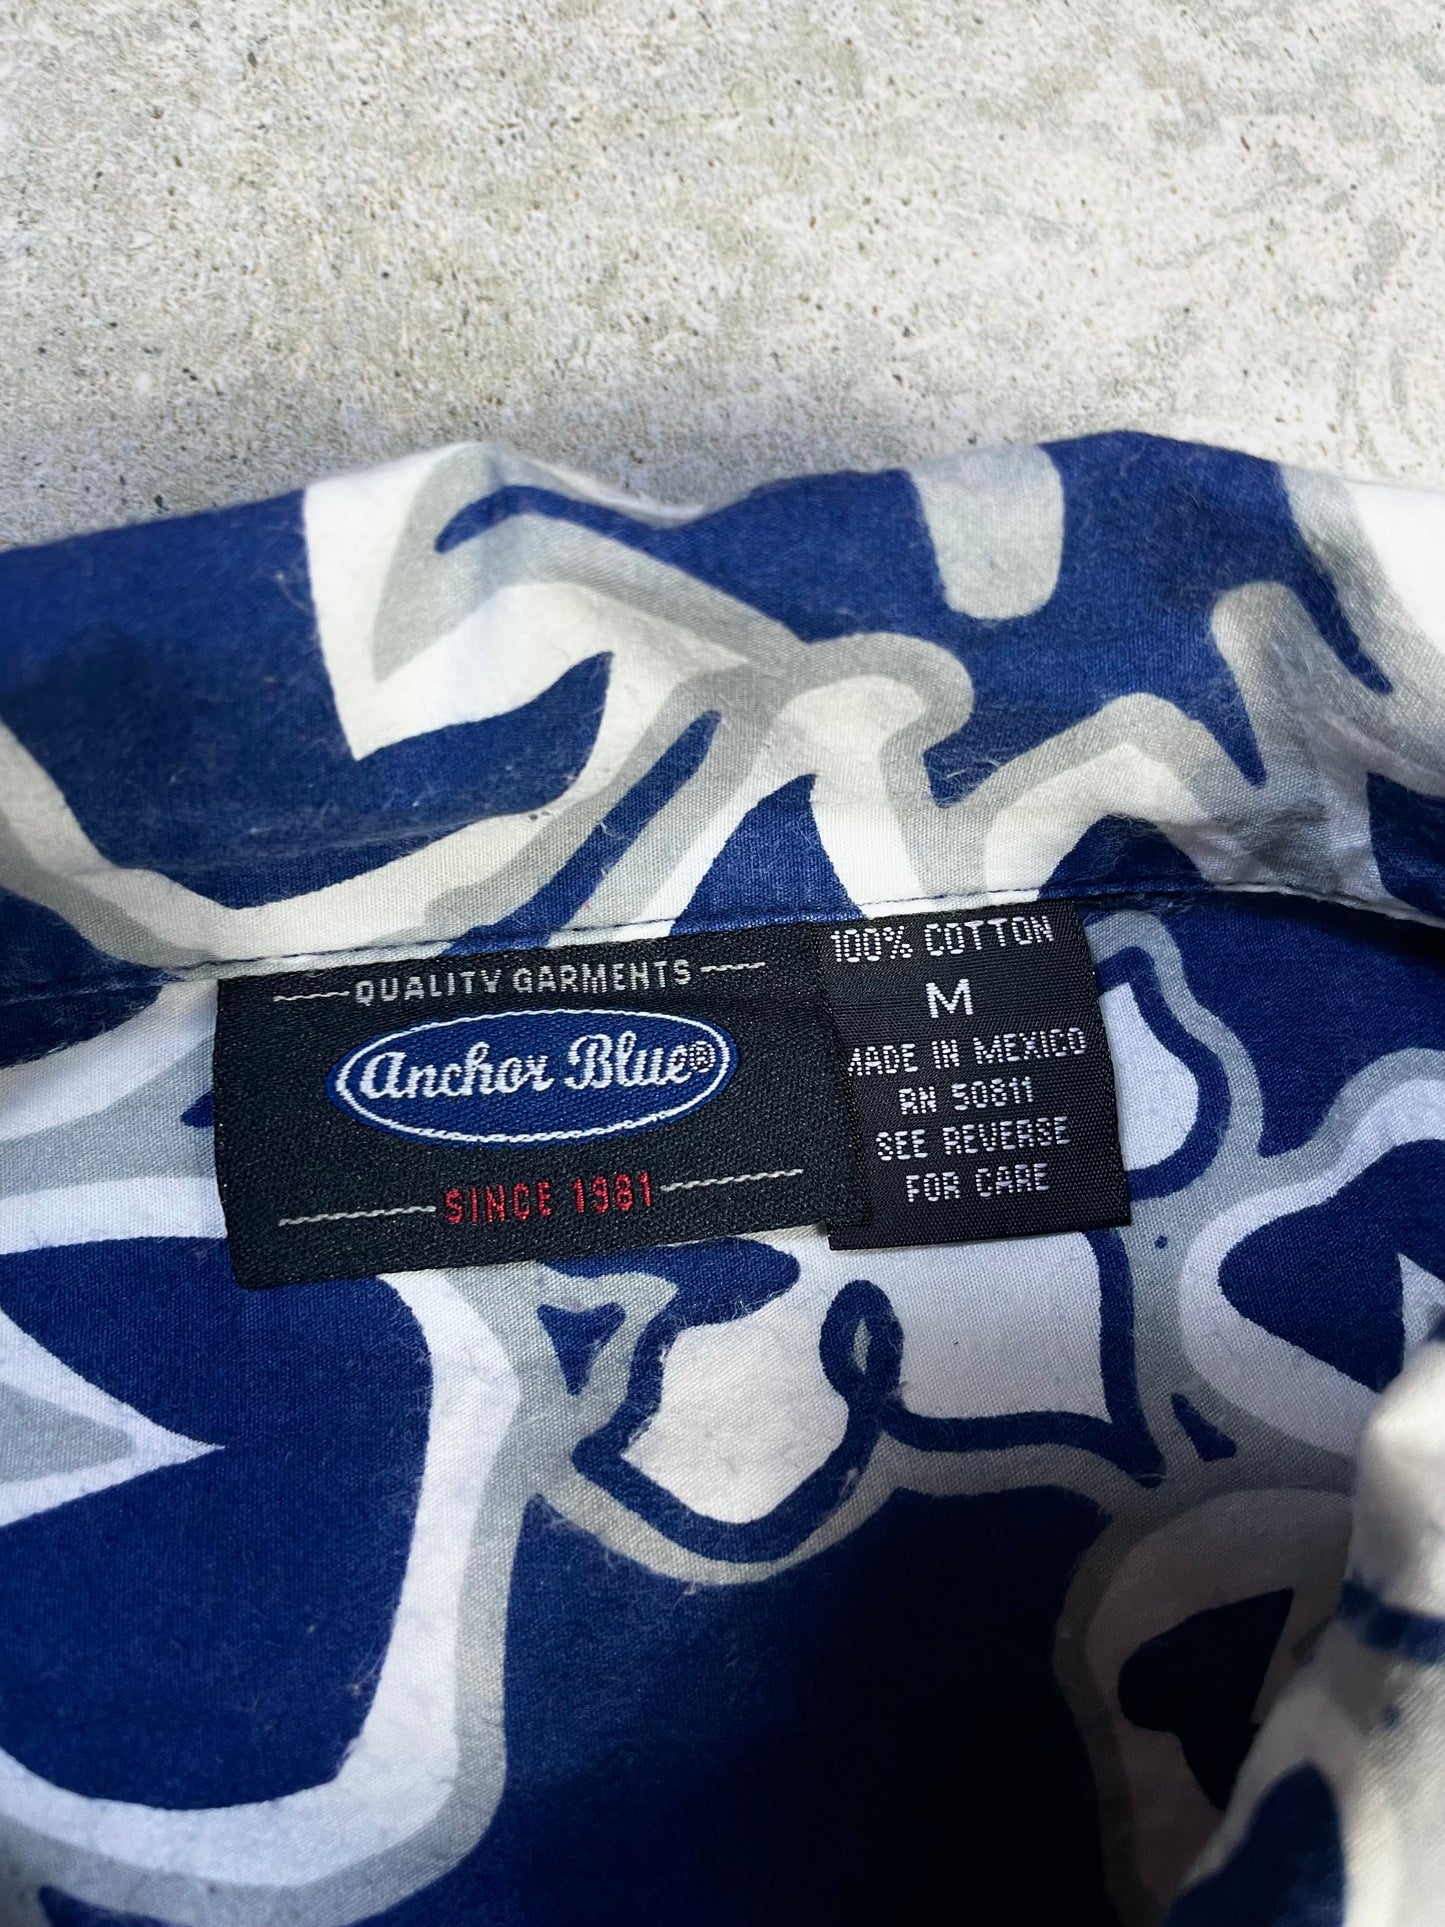 QUALITY GARMENTS
Anchor Blue®
SINCE 1981
100% COTTON
M
MADE IN MEXICO
RN 50811
SEE REVERSE
FOR CARE